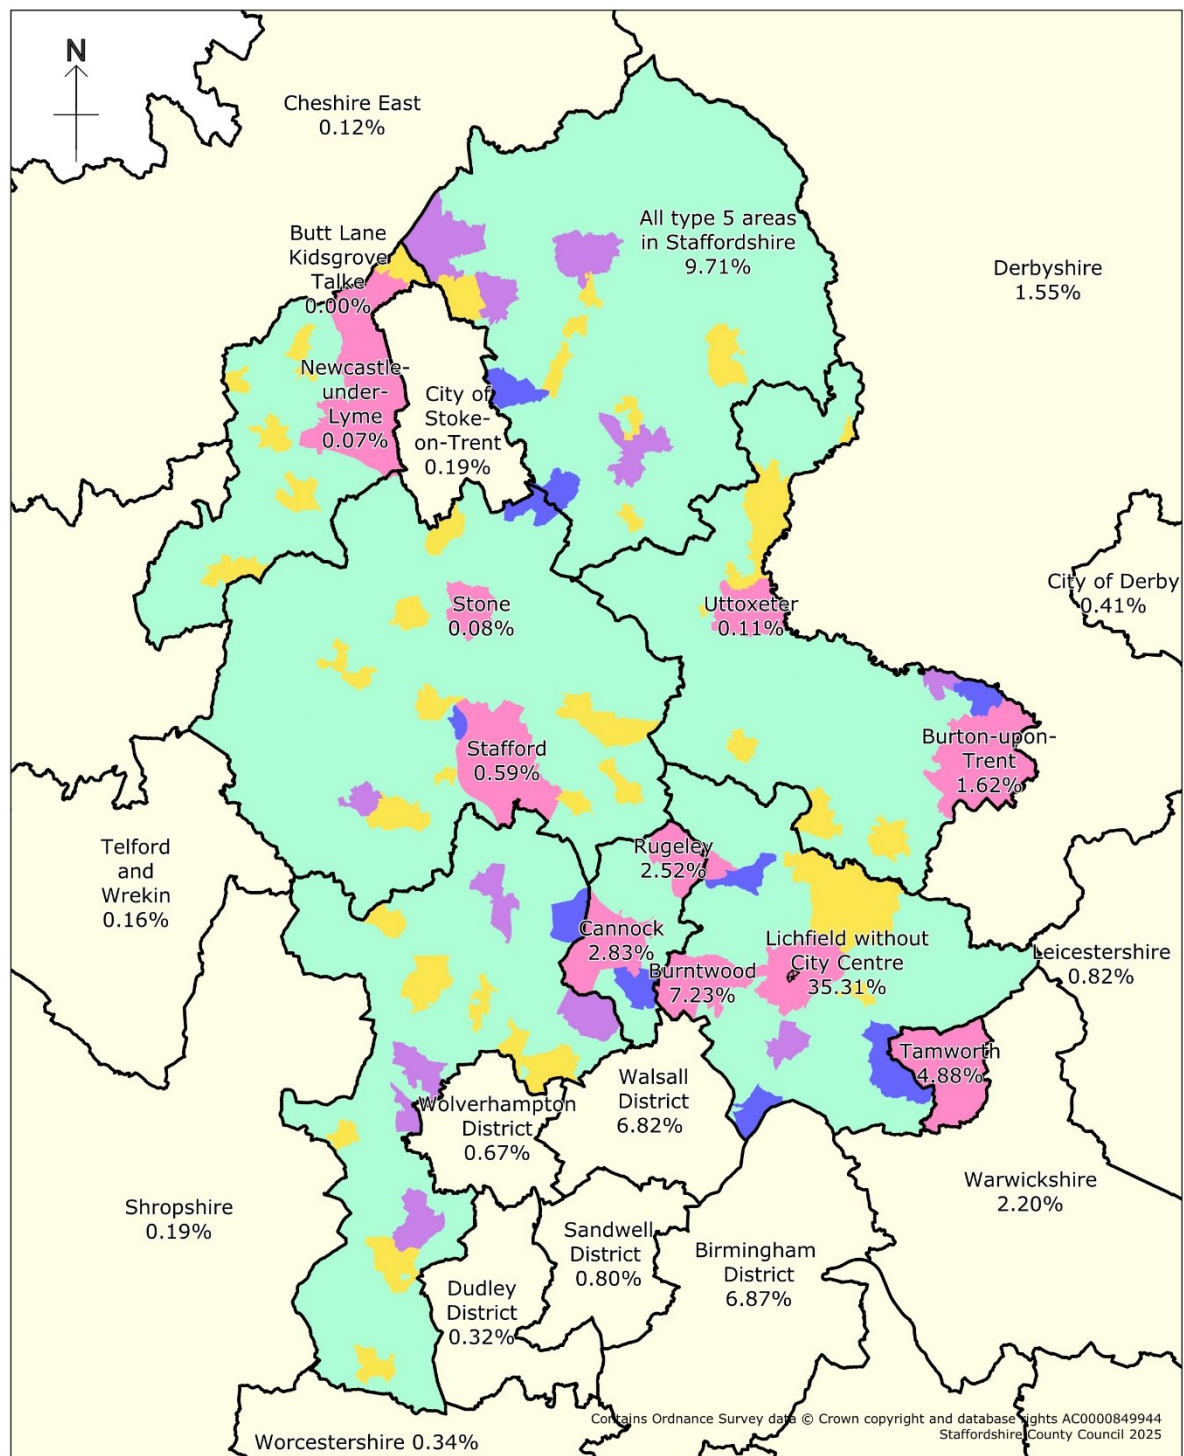 N
Cheshire East
0.12%
All type 5 areas
in Staffordshire
9.71%
Butt Lane
Kidsgrove
Talke
0.00%
Derbyshire
1.55%
Newcastle-
under-
Lyme
0.07%
City of
Stoke-
on-Trent
0.19%
City of Derby
0.41%
Stone
0.08%
Uttoxeter
0.11%
Stafford
0.59%
Burton-upon-
Trent
1.62%
Telford
and
Wrekin
0.16%
Rugeley
2.52%
Cannock
2.83%
Lichfield without
City Centre
35.31%
Burntwood
7.23%
Leicestershire
0.82%
Tamworth
4.88%
Walsall
District
6.82%
Wolverhampton
District
0.67%
Warwickshire
2.20%
Shropshire
0.19%
Sandwell
District
0.80%
Birmingham
District
6.87%
Dudley
District
0.32%
Worcestershire 0.34%
Contains Ordnance Survey data © Crown copyright and database rights AC0000849944
Staffordshire County Council 2025